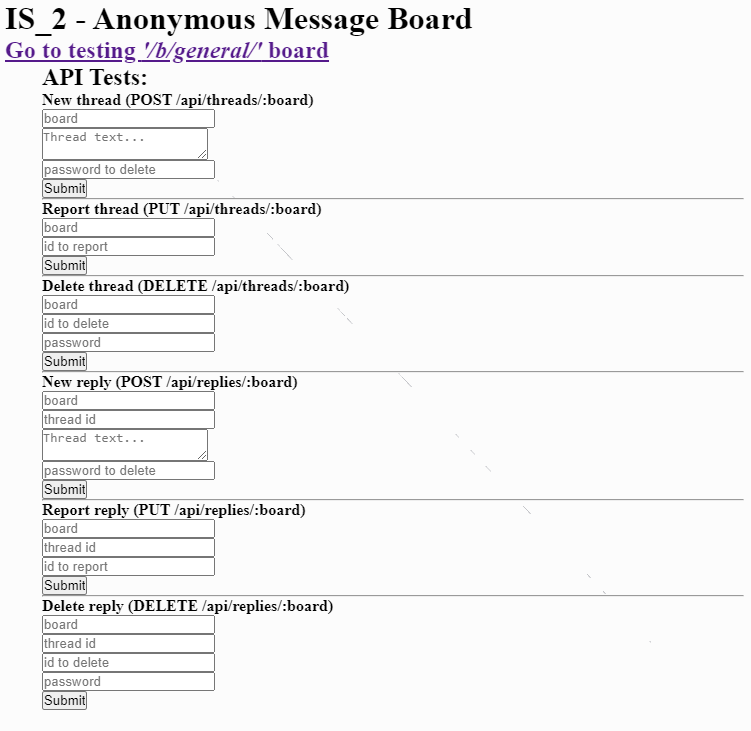 IS_2 - Anonymous Message Board
Go to testing '/b/general/' board
API Tests:
New thread (POST /api/threads/:board)
board
Thread text...
password to delete
Submit
Report thread (PUT /api/threads/:board)
board
id to report
Submit
Delete thread (DELETE /api/threads/:board)
board
id to delete
password
Submit
New reply (POST /api/replies/:board)
board
thread id
Thread text...
password to delete
Submit
Report reply (PUT /api/replies/:board)
board
thread id
id to report
Submit
Delete reply (DELETE /api/replies/:board)
board
thread id
id to delete
password
Submit